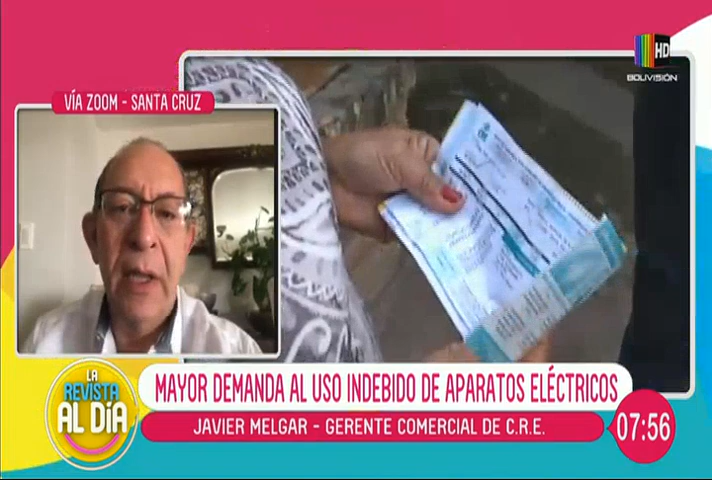 HD
BOLIVISIÓN
VÍA ZOOM - SANTA CRUZ
LA
REVISTA
AL DÍA
MAYOR DEMANDA AL USO INDEBIDO DE APARATOS ELÉCTRICOS
JAVIER MELGAR - GERENTE COMERCIAL DE C.R.E.
07:56